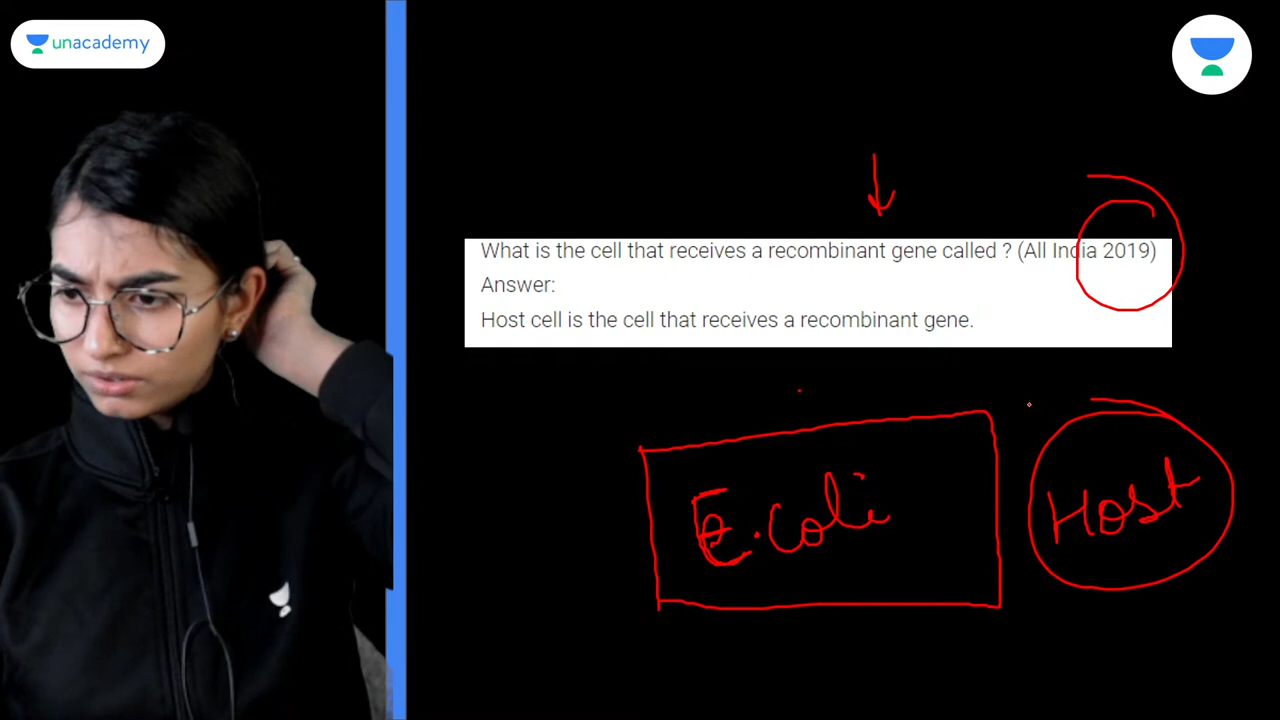 unacademy
What is the cell that receives a recombinant gene called ? (All India 2019)
Answer:
Host cell is the cell that receives a recombinant gene.
E.Coli
Host